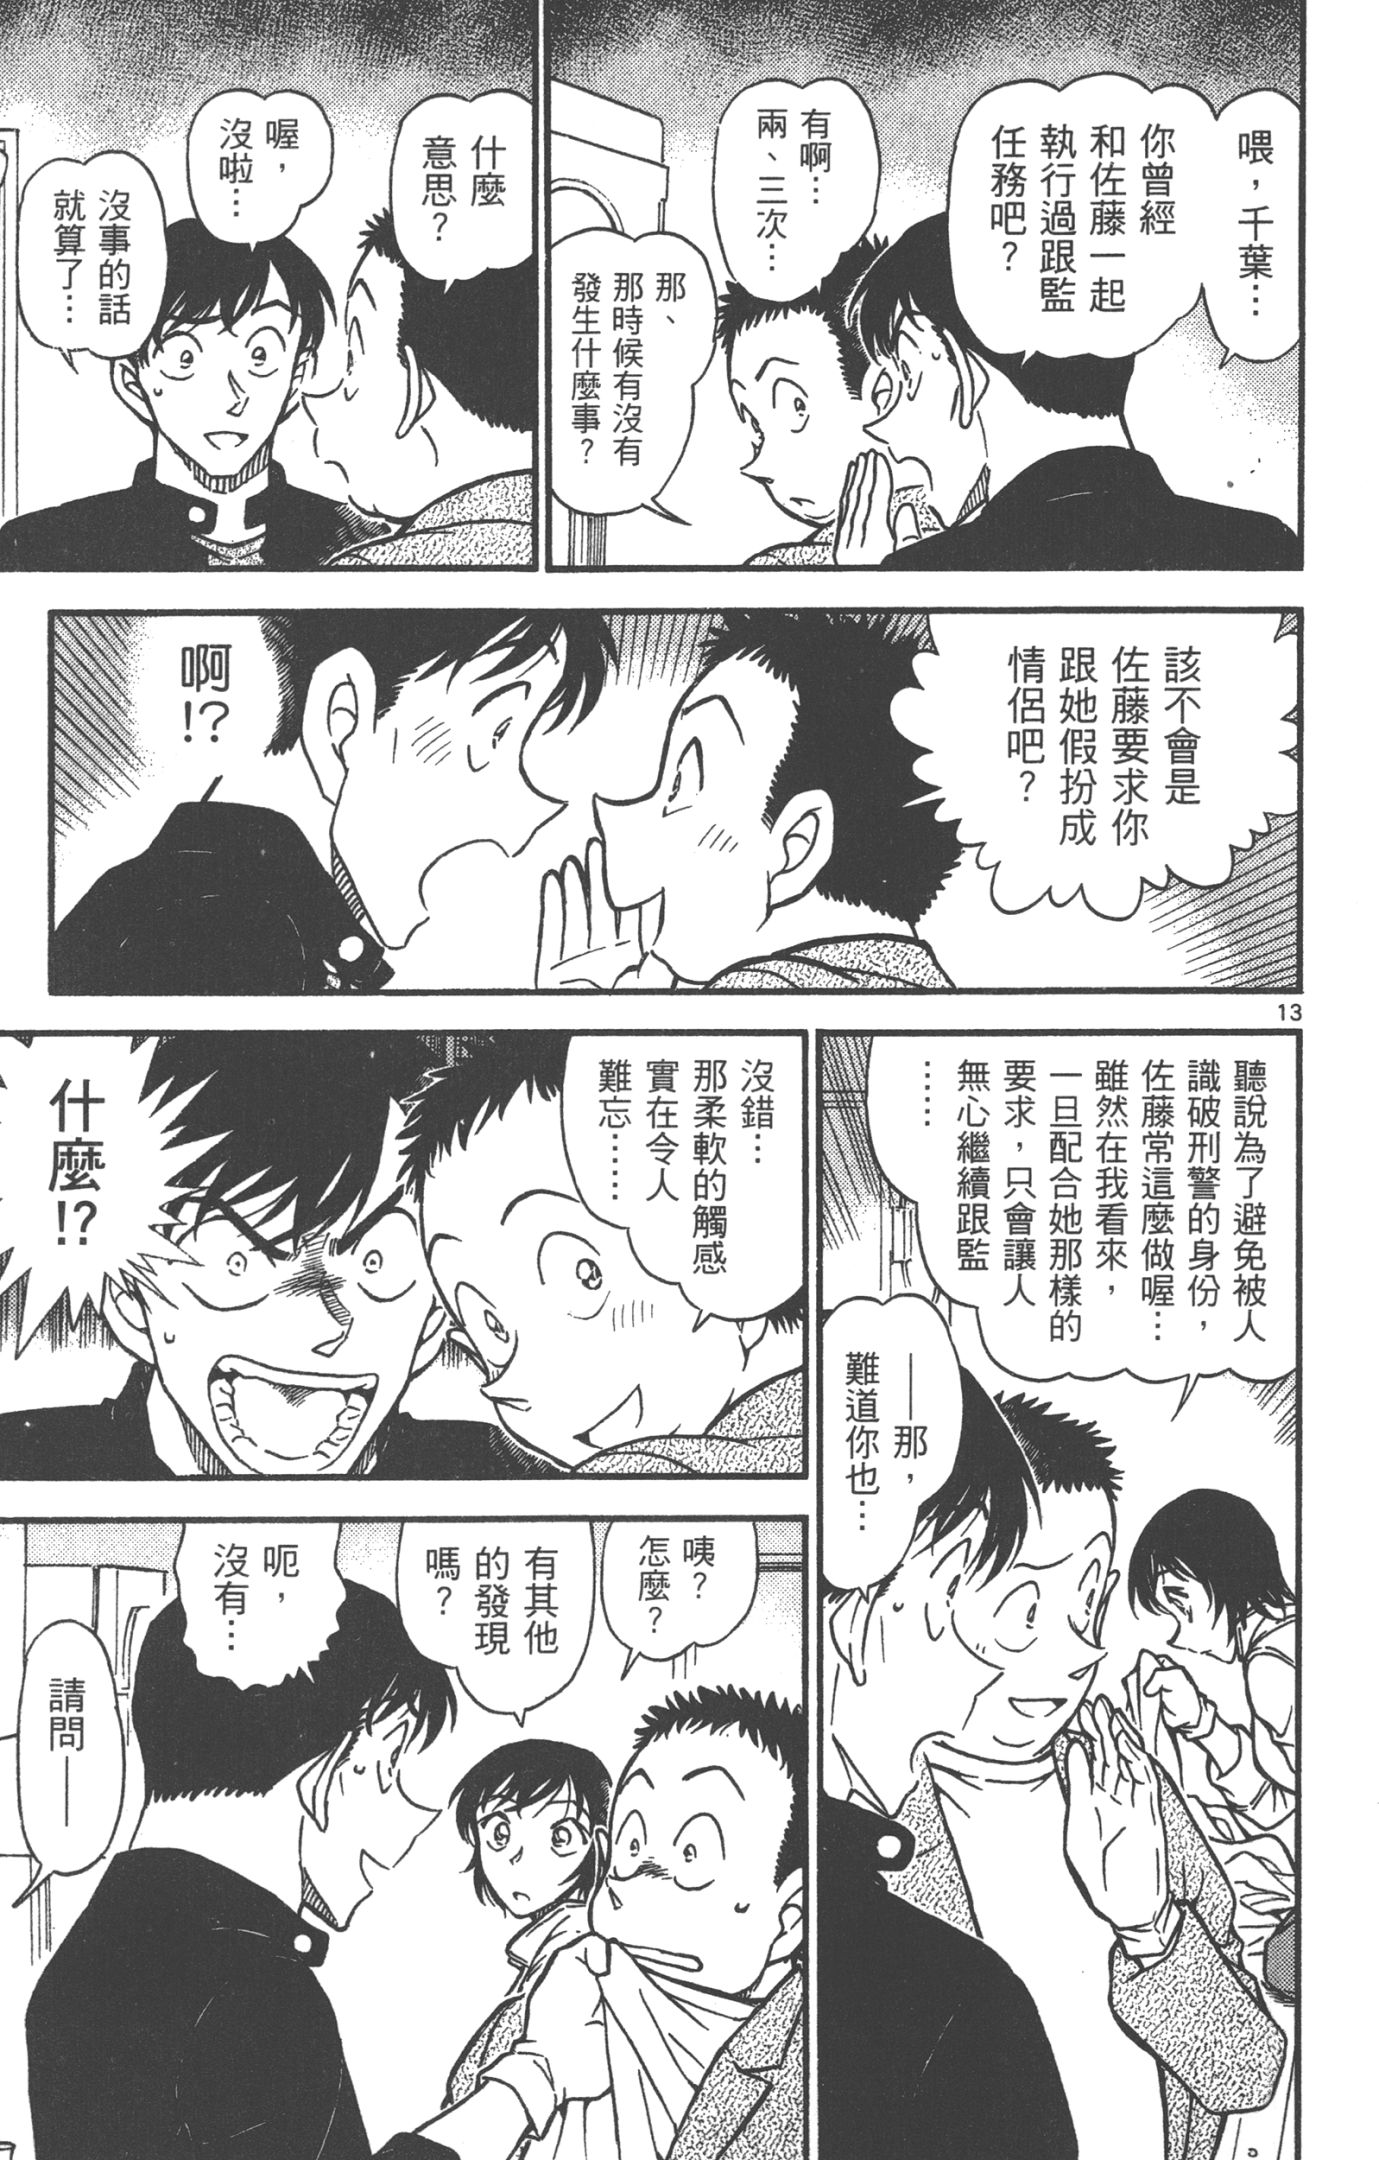 喂，千葉⋯
你曾經
和佐藤一起
執行過跟監
任務吧？
有啊⋯
兩、三次⋯
那、
那時候有沒有
發生什麼事？
什麼
意思？
喔，
沒啦⋯
沒事的話
就算了⋯
該不會是
佐藤要求你
跟她假扮成
情侶吧？
啊!?
13
聽說為了避免被人
識破刑警的身份，
佐藤常這麼做喔⋯
雖然在我看來，
一旦配合她那樣的
要求，只會讓人
無心繼續跟監
⋯⋯
——那，
難道你也⋯
沒錯⋯
那柔軟的觸感
實在令人
難忘⋯⋯
什麼!?
咦？
怎麼？
有其他
的發現
嗎？
呃，
沒有⋯
請問——